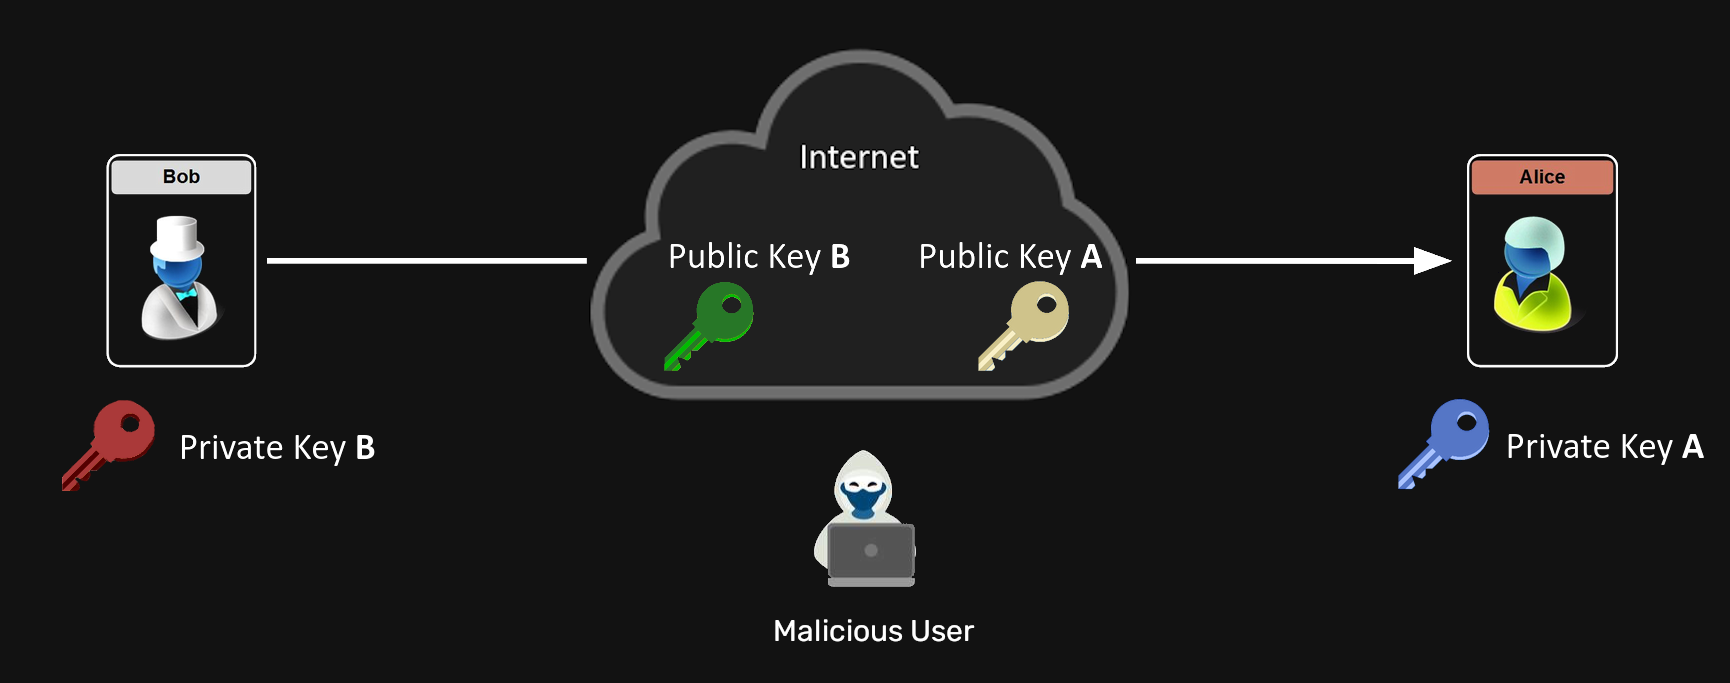 Internet
Bob
Alice
Public Key B
Public Key A
Private Key B
Private Key A
Malicious User